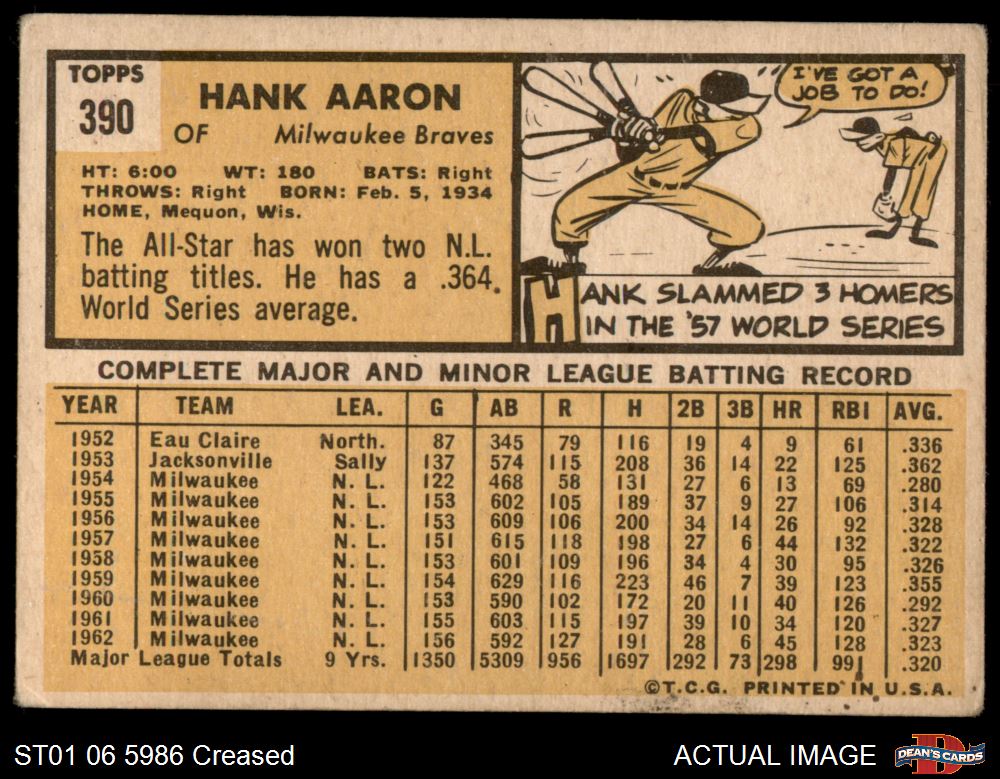 TOPPS
390
HANK AARON
OF Milwaukee Braves
HT: 6:00 WT: 180 BATS: Right
THROWS: Right BORN: Feb. 5, 1934
HOME, Mequon, Wis.
The All-Star has won two N.L.
batting titles. He has a .364
World Series average.
I'VE GOT A
JOB TO DO!
HANK SLAMMED 3 HOMERS
IN THE '57 WORLD SERIES
COMPLETE MAJOR AND MINOR LEAGUE BATTING RECORD
YEAR TEAM LEA. G AB R H 2B 3B HR RBI AVG.
1952 Eau Claire North. 87 345 79 116 19 4 9 61 .336
1953 Jacksonville Sally 137 574 115 208 36 14 22 125 .362
1954 Milwaukee N. L. 122 468 58 131 27 6 13 69 .280
1955 Milwaukee N. L. 153 602 105 189 37 9 27 106 .314
1956 Milwaukee N. L. 153 609 106 200 34 14 26 92 .328
1957 Milwaukee N. L. 151 615 118 198 27 6 44 132 .322
1958 Milwaukee N. L. 153 601 109 196 34 4 30 95 .326
1959 Milwaukee N. L. 154 629 116 223 46 7 39 123 .355
1960 Milwaukee N. L. 153 590 102 172 20 11 40 126 .292
1961 Milwaukee N. L. 155 603 115 197 39 10 34 120 .327
1962 Milwaukee N. L. 156 592 127 191 28 6 45 128 .323
Major League Totals 9 Yrs. 1350 5309 956 1697 292 73 298 991 .320
©T.C.G. PRINTED IN U.S.A.
ST01 06 5986 Creased
ACTUAL IMAGE
DEAN'S CARDS